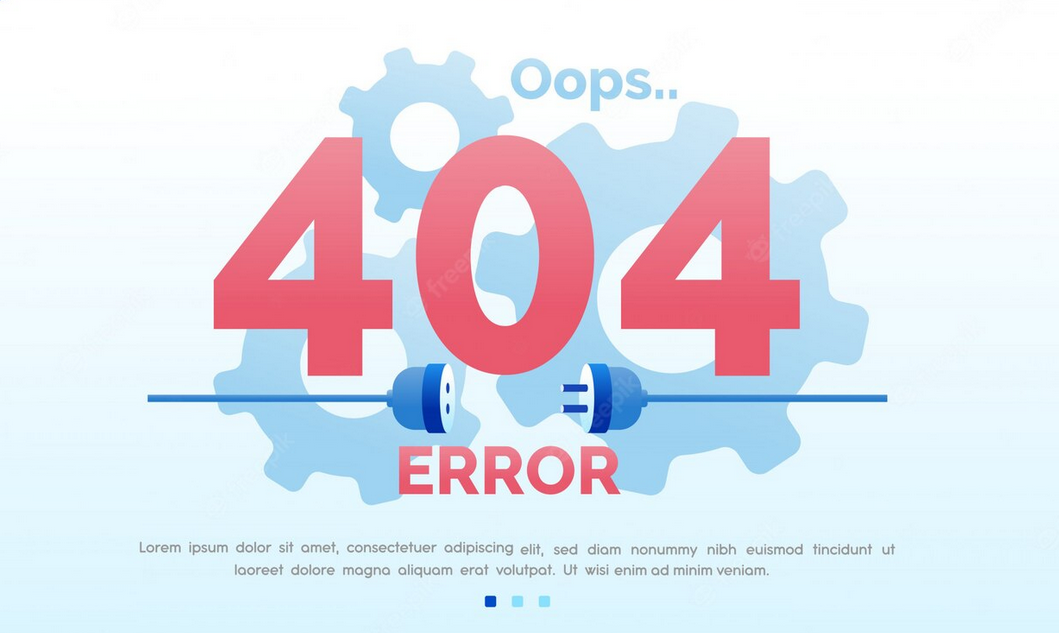 Oops..
404
ERROR
Lorem ipsum dolor sit amet, consectetuer adipiscing elit, sed diam nonummy nibh euismod tincidunt ut
laoreet dolore magna aliquam erat volutpat. Ut wisi enim ad minim veniam.